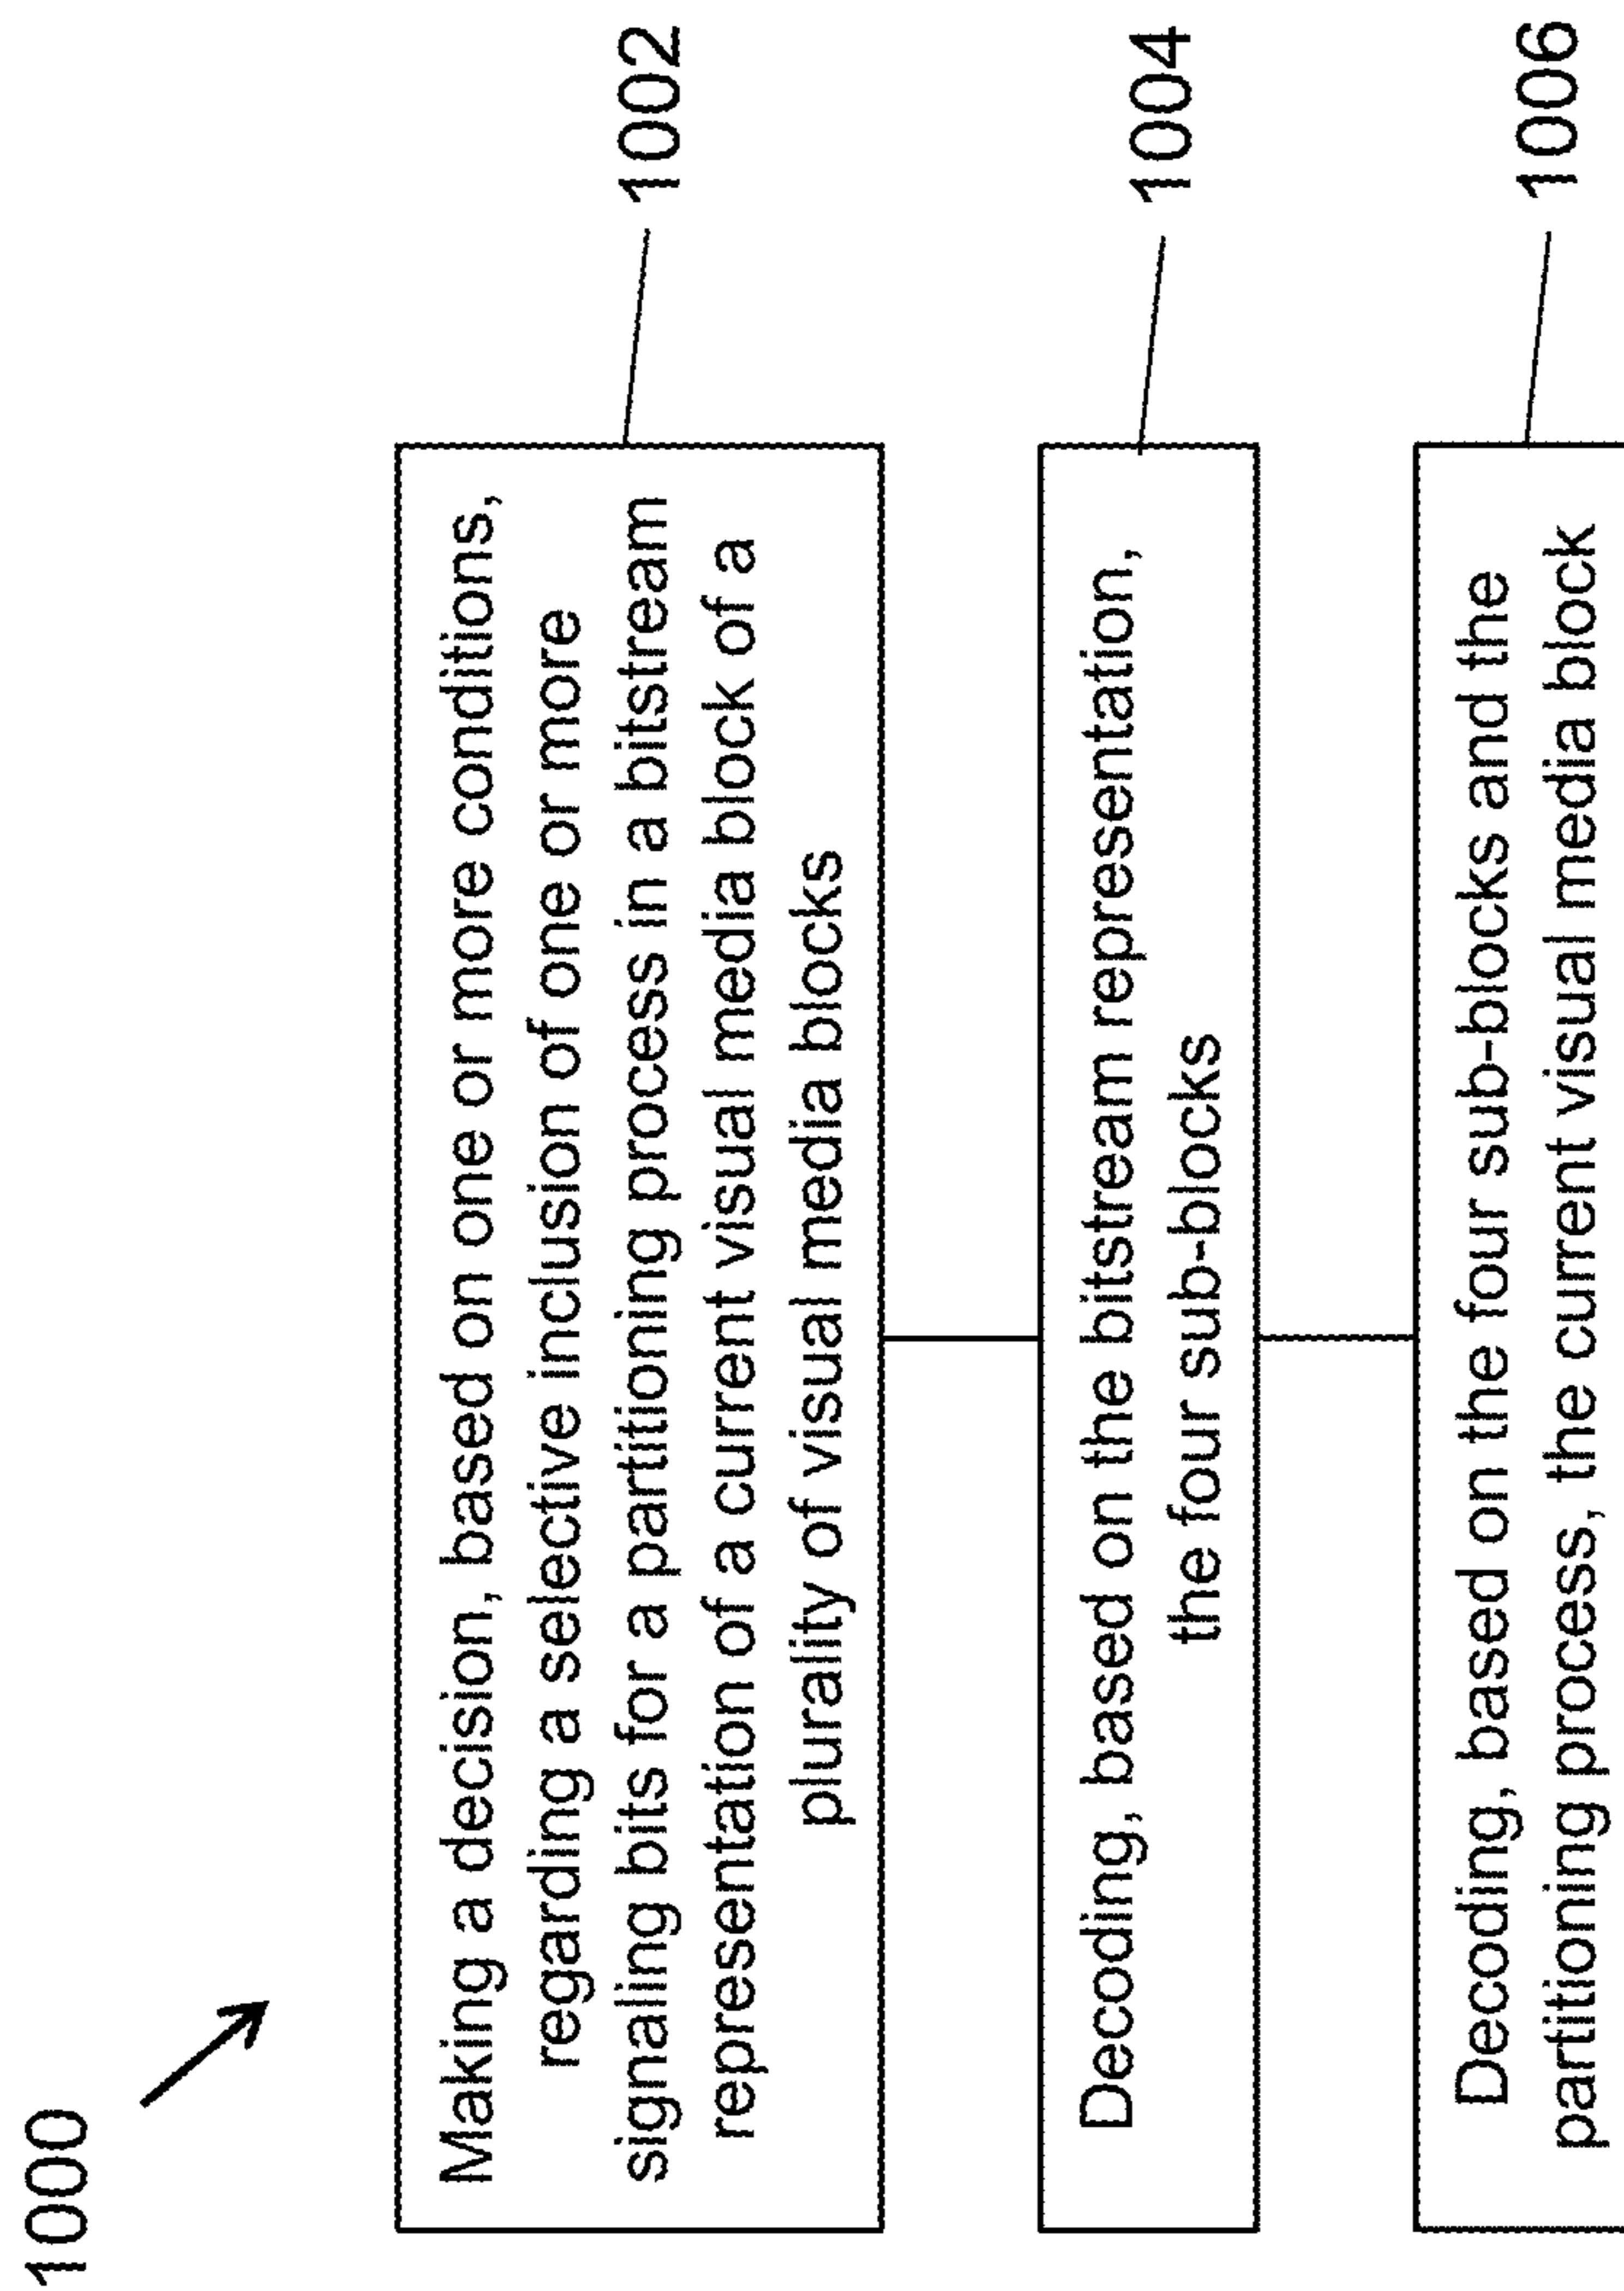 1000
Making a decision, based on one or more conditions,
regarding a selective inclusion of one or more
signaling bits for a partitioning process in a bitstream
representation of a current visual media block of a
plurality of visual media blocks
1002
Decoding, based on the bitstream representation,
the four sub-blocks
1004
Decoding, based on the four sub-blocks and the
partitioning process, the current visual media block
1006